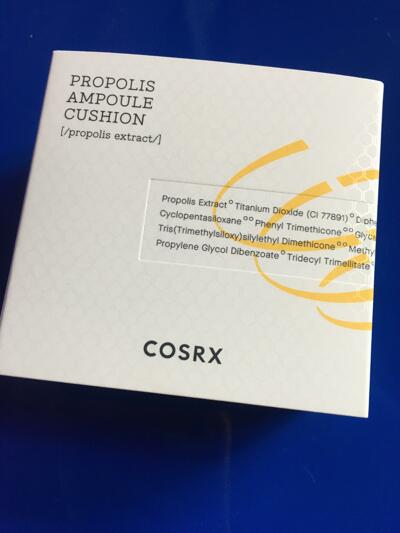 PROPOLIS
AMPOULE
CUSHION
[/propolis extract/]
Propolis Extract° Titanium Dioxide (CI 77891)°
Cyclopentasiloxane°° Phenyl Trimethicone°°
Tris(Trimethylsiloxy)silylethyl Dimethicone°°
Propylene Glycol Dibenzoate° Tridecyl Trimellitate°
COSRX